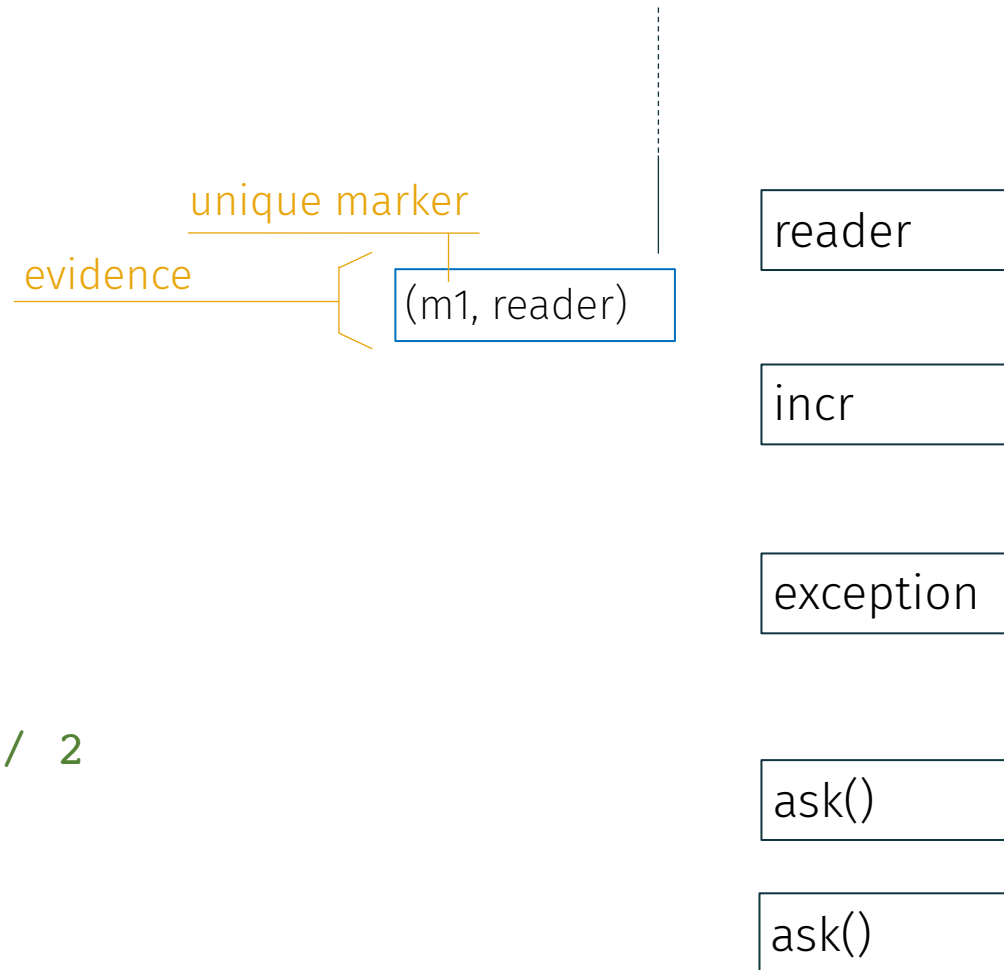 unique marker
evidence
(m1, reader)
reader
incr
exception
/ 2
ask()
ask()